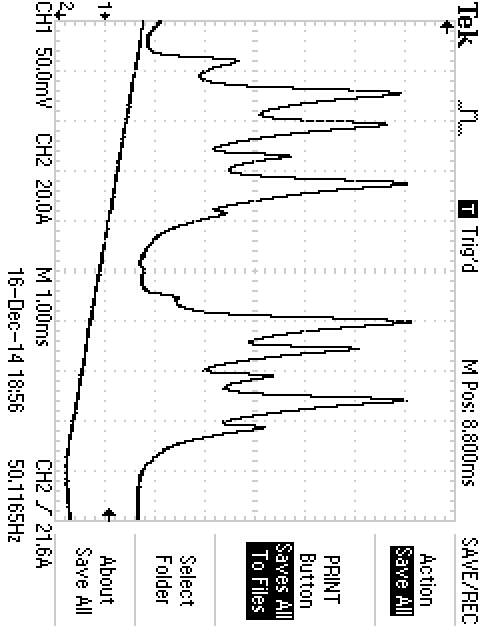 Tek
T Trig'd
M Pos: 8.800ms
SAVE/REC
Action
Save All
PRINT
Button
Saves All
To Files
Select
Folder
About
Save All
1
2
CH1 50.0mV
CH2 20.0A
M 1.00ms
CH2 / 21.6A
16-Dec-14 18:56
50.1165Hz